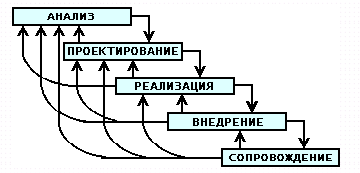 АНАЛИЗ
ПРОЕКТИРОВАНИЕ
РЕАЛИЗАЦИЯ
ВНЕДРЕНИЕ
СОПРОВОЖДЕНИЕ